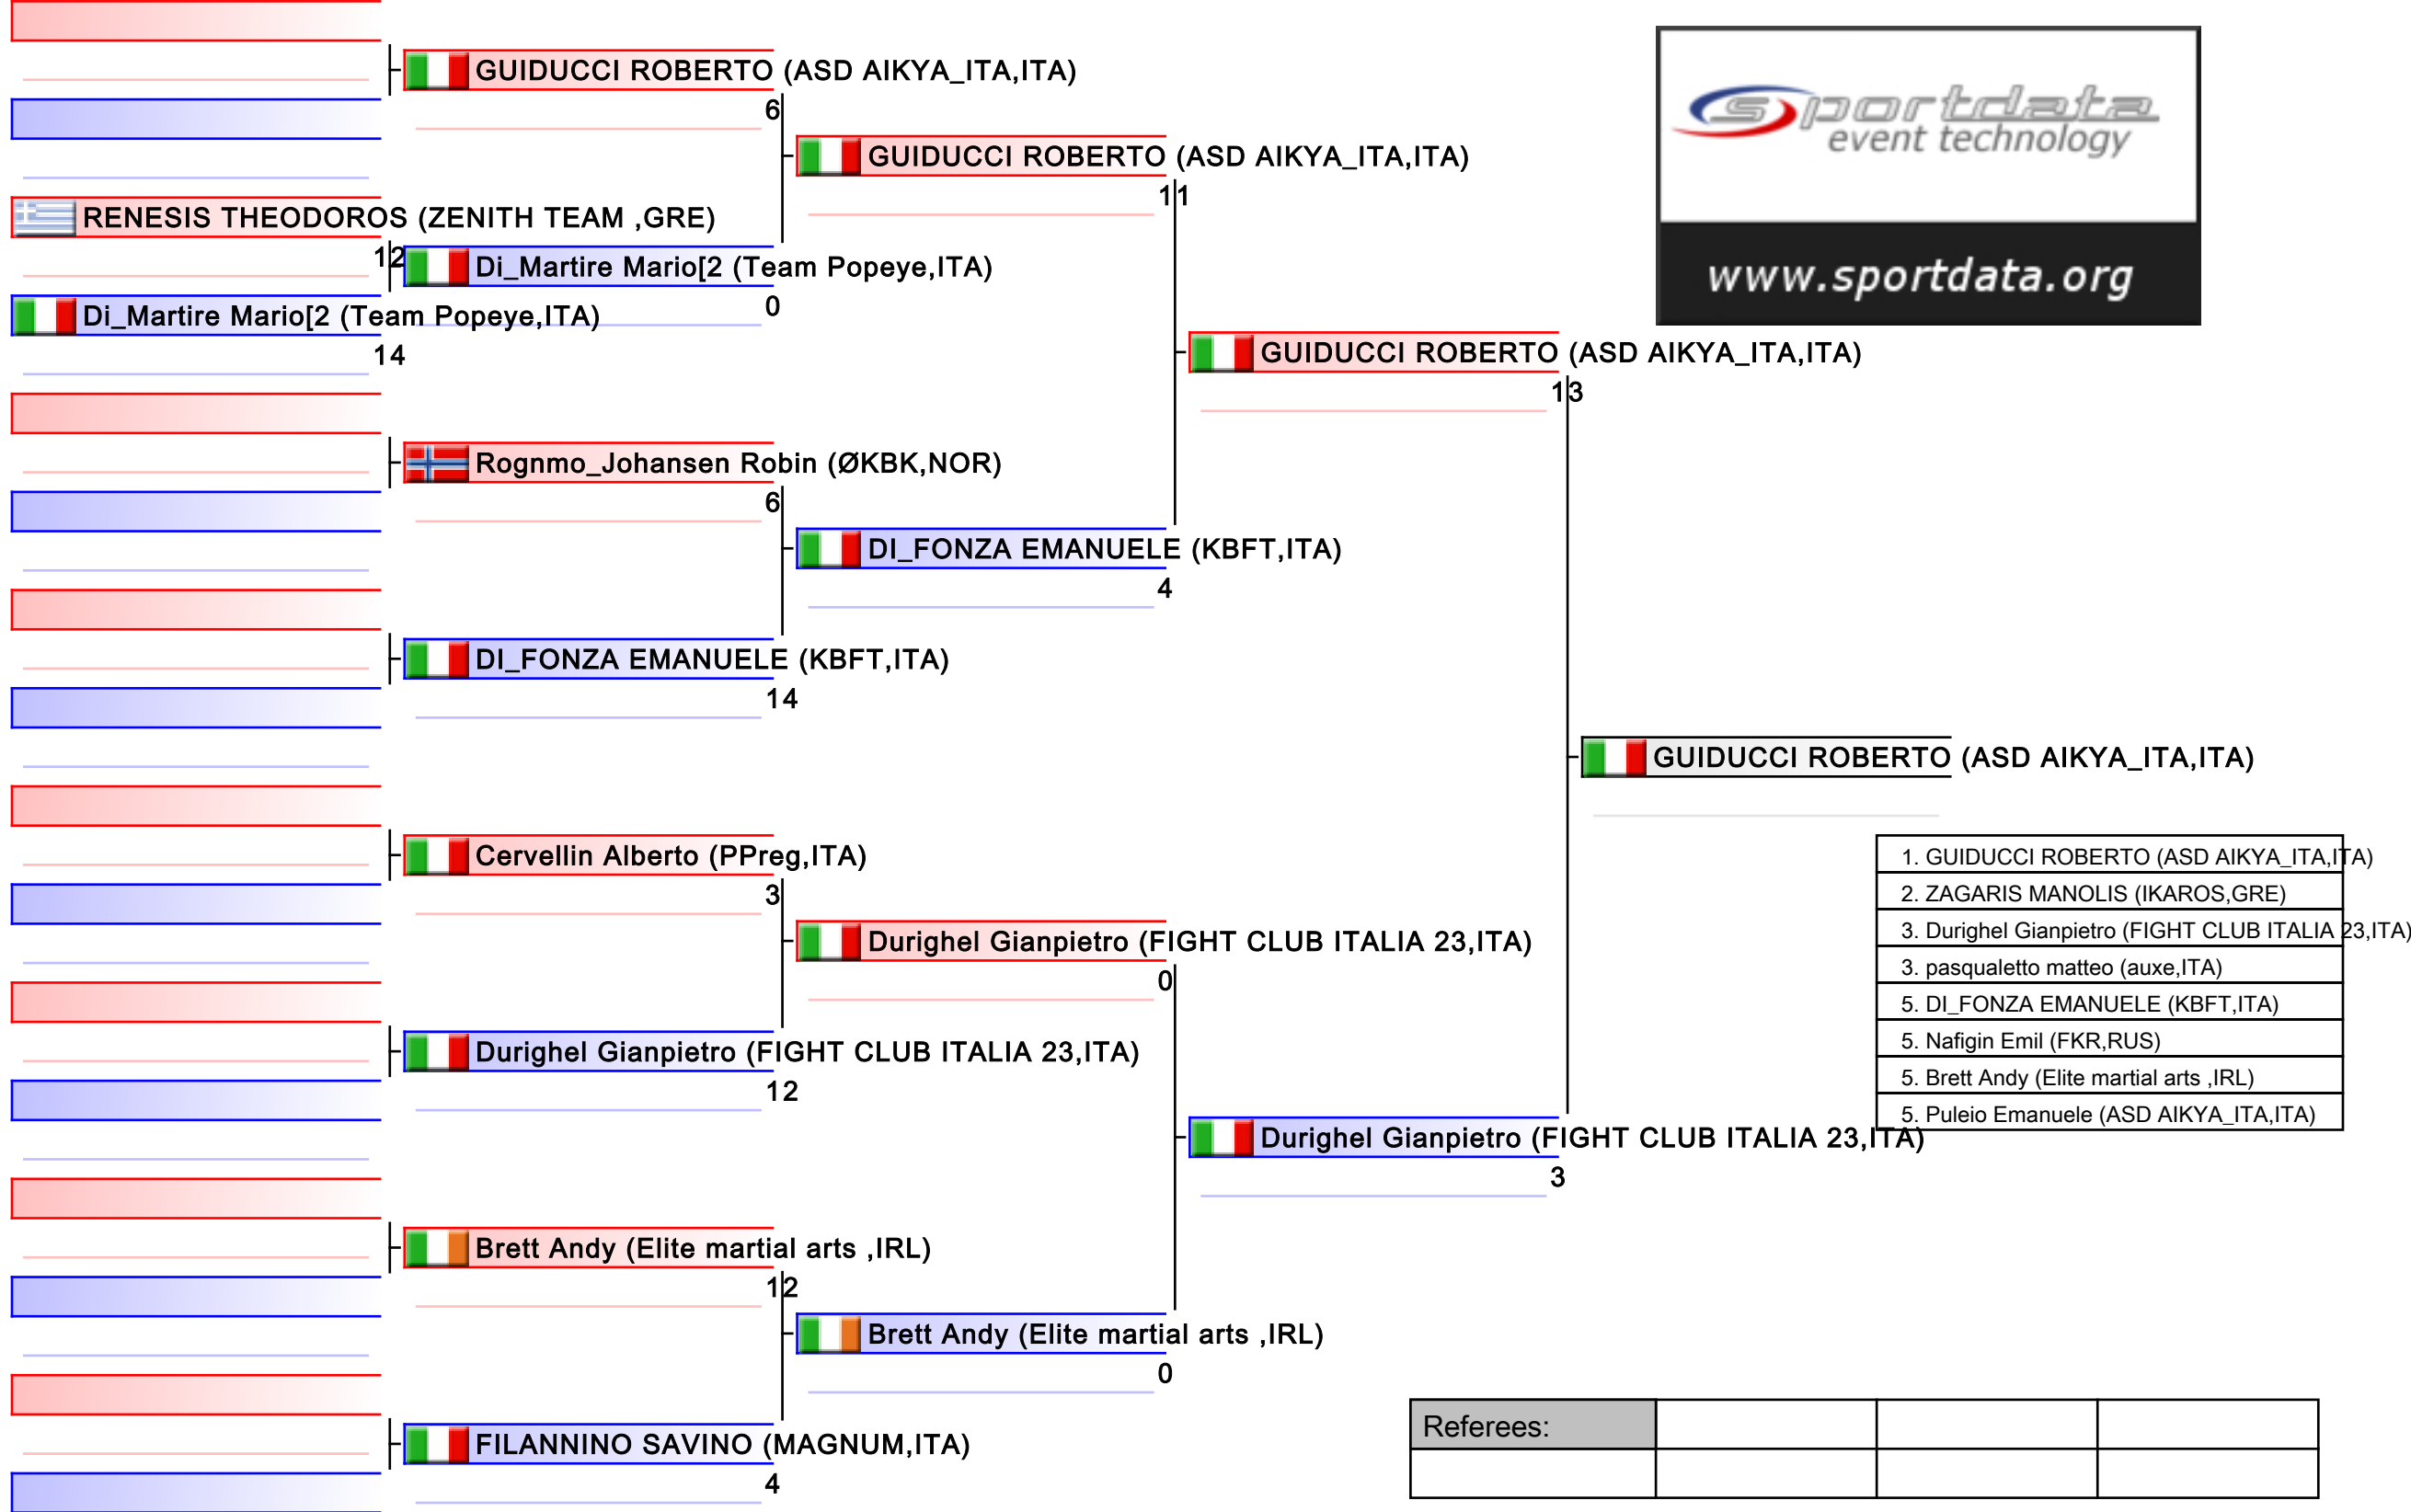 GUIDUCCI ROBERTO (ASD AIKYA_ITA,ITA)
6
GUIDUCCI ROBERTO (ASD AIKYA_ITA,ITA)
11
RENESIS THEODOROS (ZENITH TEAM ,GRE)
12
Di_Martire Mario[2 (Team Popeye,ITA)
0
Di_Martire Mario[2 (Team Popeye,ITA)
14
GUIDUCCI ROBERTO (ASD AIKYA_ITA,ITA)
13
Rognmo_Johansen Robin (ØKBK,NOR)
6
DI_FONZA EMANUELE (KBFT,ITA)
4
DI_FONZA EMANUELE (KBFT,ITA)
14
GUIDUCCI ROBERTO (ASD AIKYA_ITA,ITA)
Cervellin Alberto (PPreg,ITA)
3
Durighel Gianpietro (FIGHT CLUB ITALIA 23,ITA)
0
Durighel Gianpietro (FIGHT CLUB ITALIA 23,ITA)
12
Durighel Gianpietro (FIGHT CLUB ITALIA 23,ITA)
3
Brett Andy (Elite martial arts ,IRL)
12
Brett Andy (Elite martial arts ,IRL)
0
FILANNINO SAVINO (MAGNUM,ITA)
4
sportdata
event technology
www.sportdata.org
1. GUIDUCCI ROBERTO (ASD AIKYA_ITA,ITA)
2. ZAGARIS MANOLIS (IKAROS,GRE)
3. Durighel Gianpietro (FIGHT CLUB ITALIA 23,ITA)
3. pasqualetto matteo (auxe,ITA)
5. DI_FONZA EMANUELE (KBFT,ITA)
5. Nafigin Emil (FKR,RUS)
5. Brett Andy (Elite martial arts ,IRL)
5. Puleio Emanuele (ASD AIKYA_ITA,ITA)
Referees: